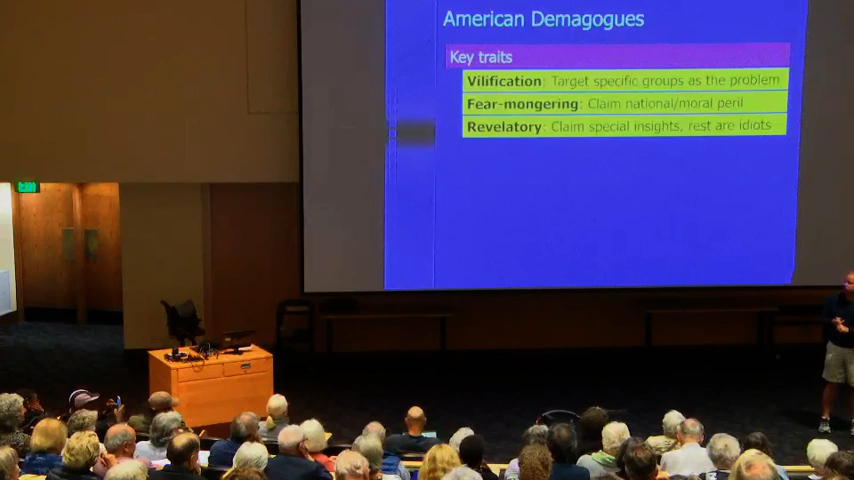 American Demagogues
Key traits
Vilification: Target specific groups as the problem
Fear-mongering: Claim national/moral peril
Revelatory: Claim special insights, rest are idiots